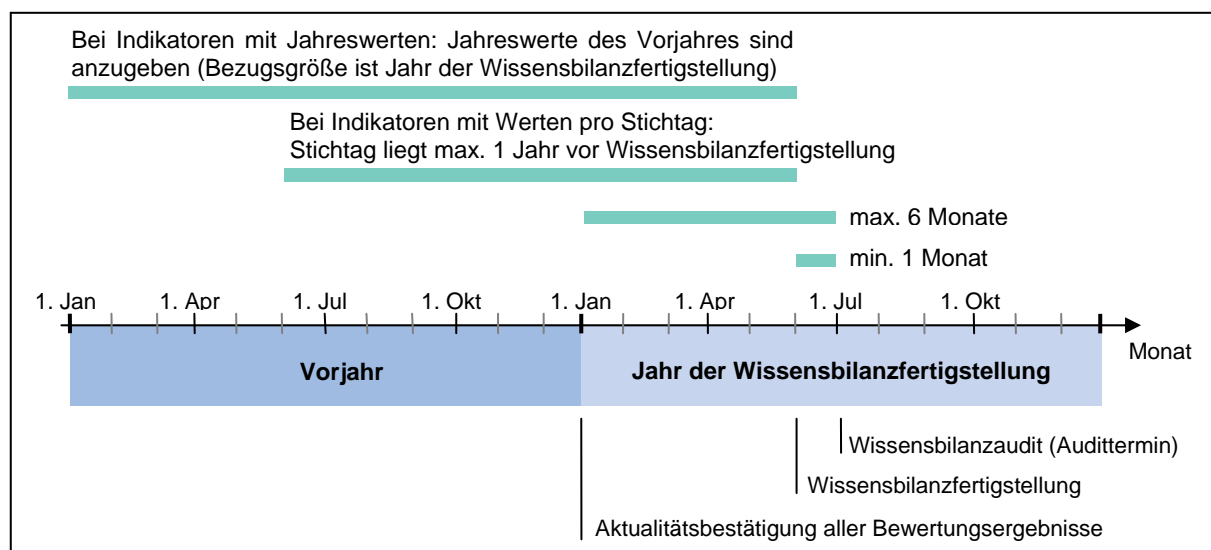 Bei Indikatoren mit Jahreswerten: Jahreswerte des Vorjahres sind
anzugeben (Bezugsgröße ist Jahr der Wissensbilanzfertigstellung)
Bei Indikatoren mit Werten pro Stichtag:
Stichtag liegt max. 1 Jahr vor Wissensbilanzfertigstellung
max. 6 Monate
min. 1 Monat
1. Jan 1. Apr 1. Jul 1. Okt 1. Jan 1. Apr 1. Jul 1. Okt
Monat
Vorjahr Jahr der Wissensbilanzfertigstellung
Wissensbilanzaudit (Audittermin)
Wissensbilanzfertigstellung
Aktualitätsbestätigung aller Bewertungsergebnisse